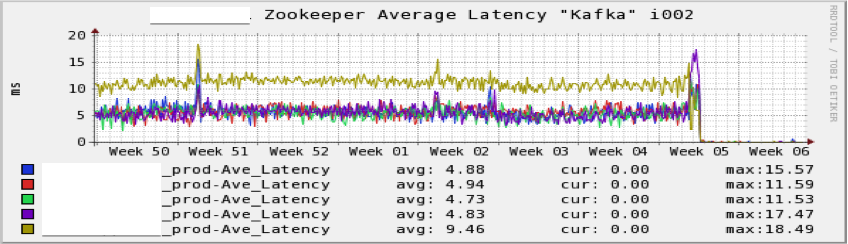 . Zookeeper Average Latency "Kafka" i002
RRDTOOL / TOBI OETIKER
ms
20
15
10
5
0
Week 50 Week 51 Week 52 Week 01 Week 02 Week 03 Week 04 Week 05 Week 06
_prod-Ave_Latency avg: 4.88 cur: 0.00 max:15.57
_prod-Ave_Latency avg: 4.94 cur: 0.00 max:11.59
_prod-Ave_Latency avg: 4.73 cur: 0.00 max:11.53
_prod-Ave_Latency avg: 4.83 cur: 0.00 max:17.47
_prod-Ave_Latency avg: 9.46 cur: 0.00 max:18.49